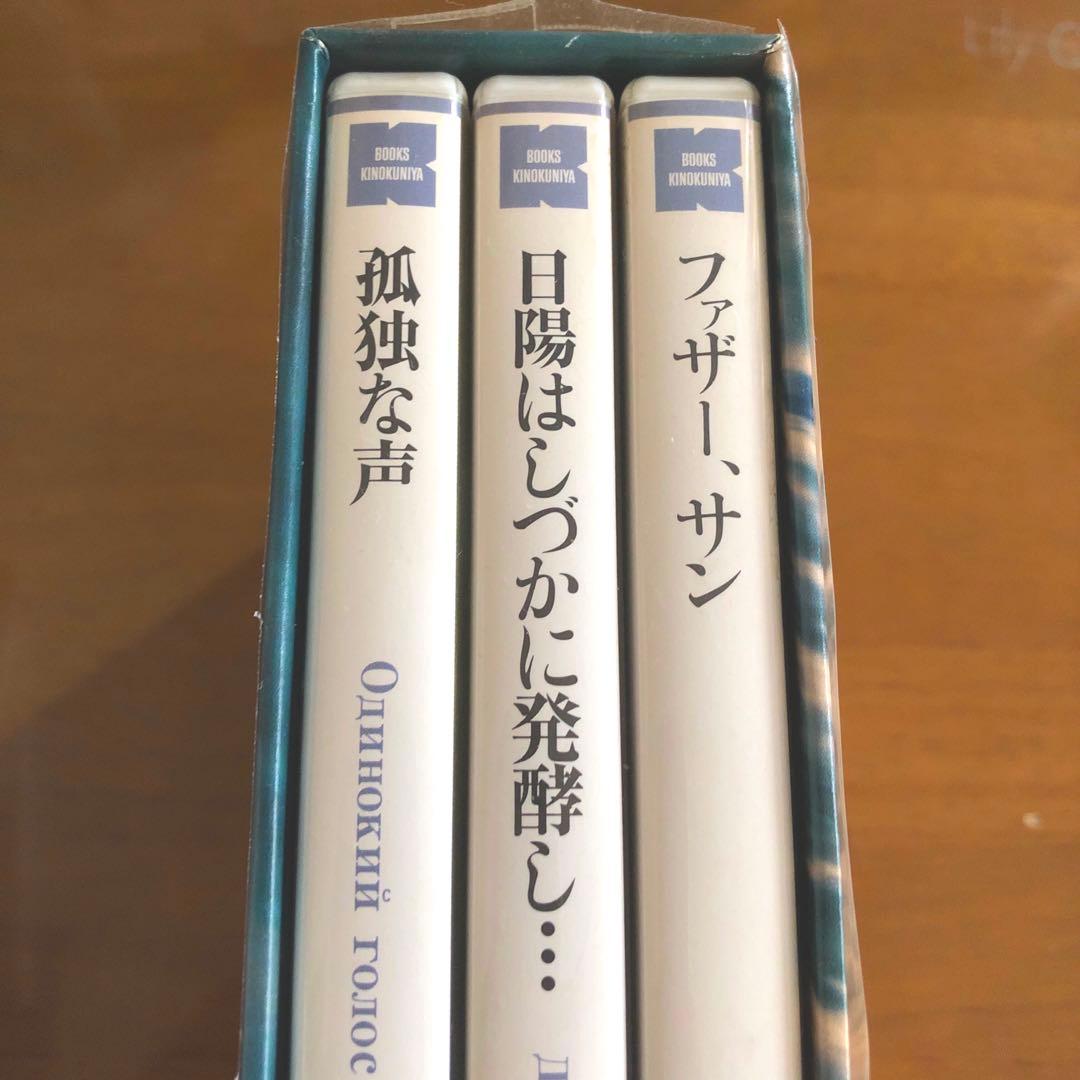 BOOKS
KINOKUNIYA
孤独な声
Одинокий голос
BOOKS
KINOKUNIYA
日陽はしづかに発酵し…
BOOKS
KINOKUNIYA
ファザー、サン